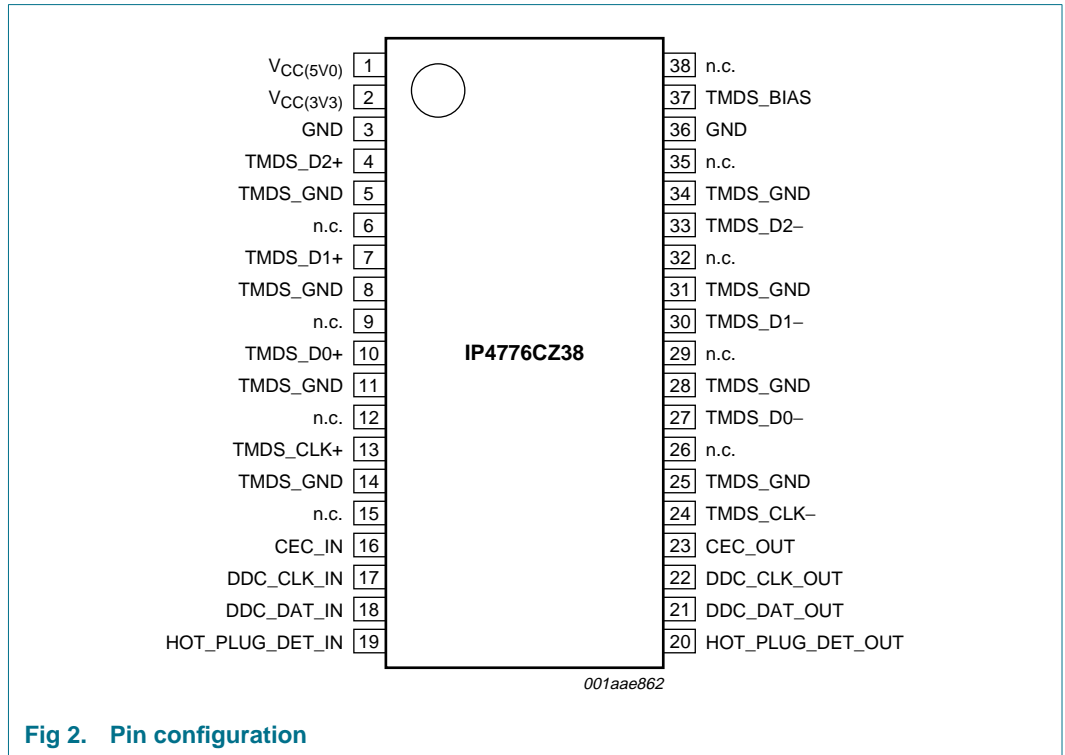 VCC(5V0) 1 38 n.c.
VCC(3V3) 2 37 TMDS_BIAS
GND 3 36 GND
TMDS_D2+ 4 35 n.c.
TMDS_GND 5 34 TMDS_GND
n.c. 6 33 TMDS_D2−
TMDS_D1+ 7 32 n.c.
TMDS_GND 8 31 TMDS_GND
n.c. 9 30 TMDS_D1−
TMDS_D0+ 10 IP4776CZ38 29 n.c.
TMDS_GND 11 28 TMDS_GND
n.c. 12 27 TMDS_D0−
TMDS_CLK+ 13 26 n.c.
TMDS_GND 14 25 TMDS_GND
n.c. 15 24 TMDS_CLK−
CEC_IN 16 23 CEC_OUT
DDC_CLK_IN 17 22 DDC_CLK_OUT
DDC_DAT_IN 18 21 DDC_DAT_OUT
HOT_PLUG_DET_IN 19 20 HOT_PLUG_DET_OUT
001aae862
Fig 2. Pin configuration